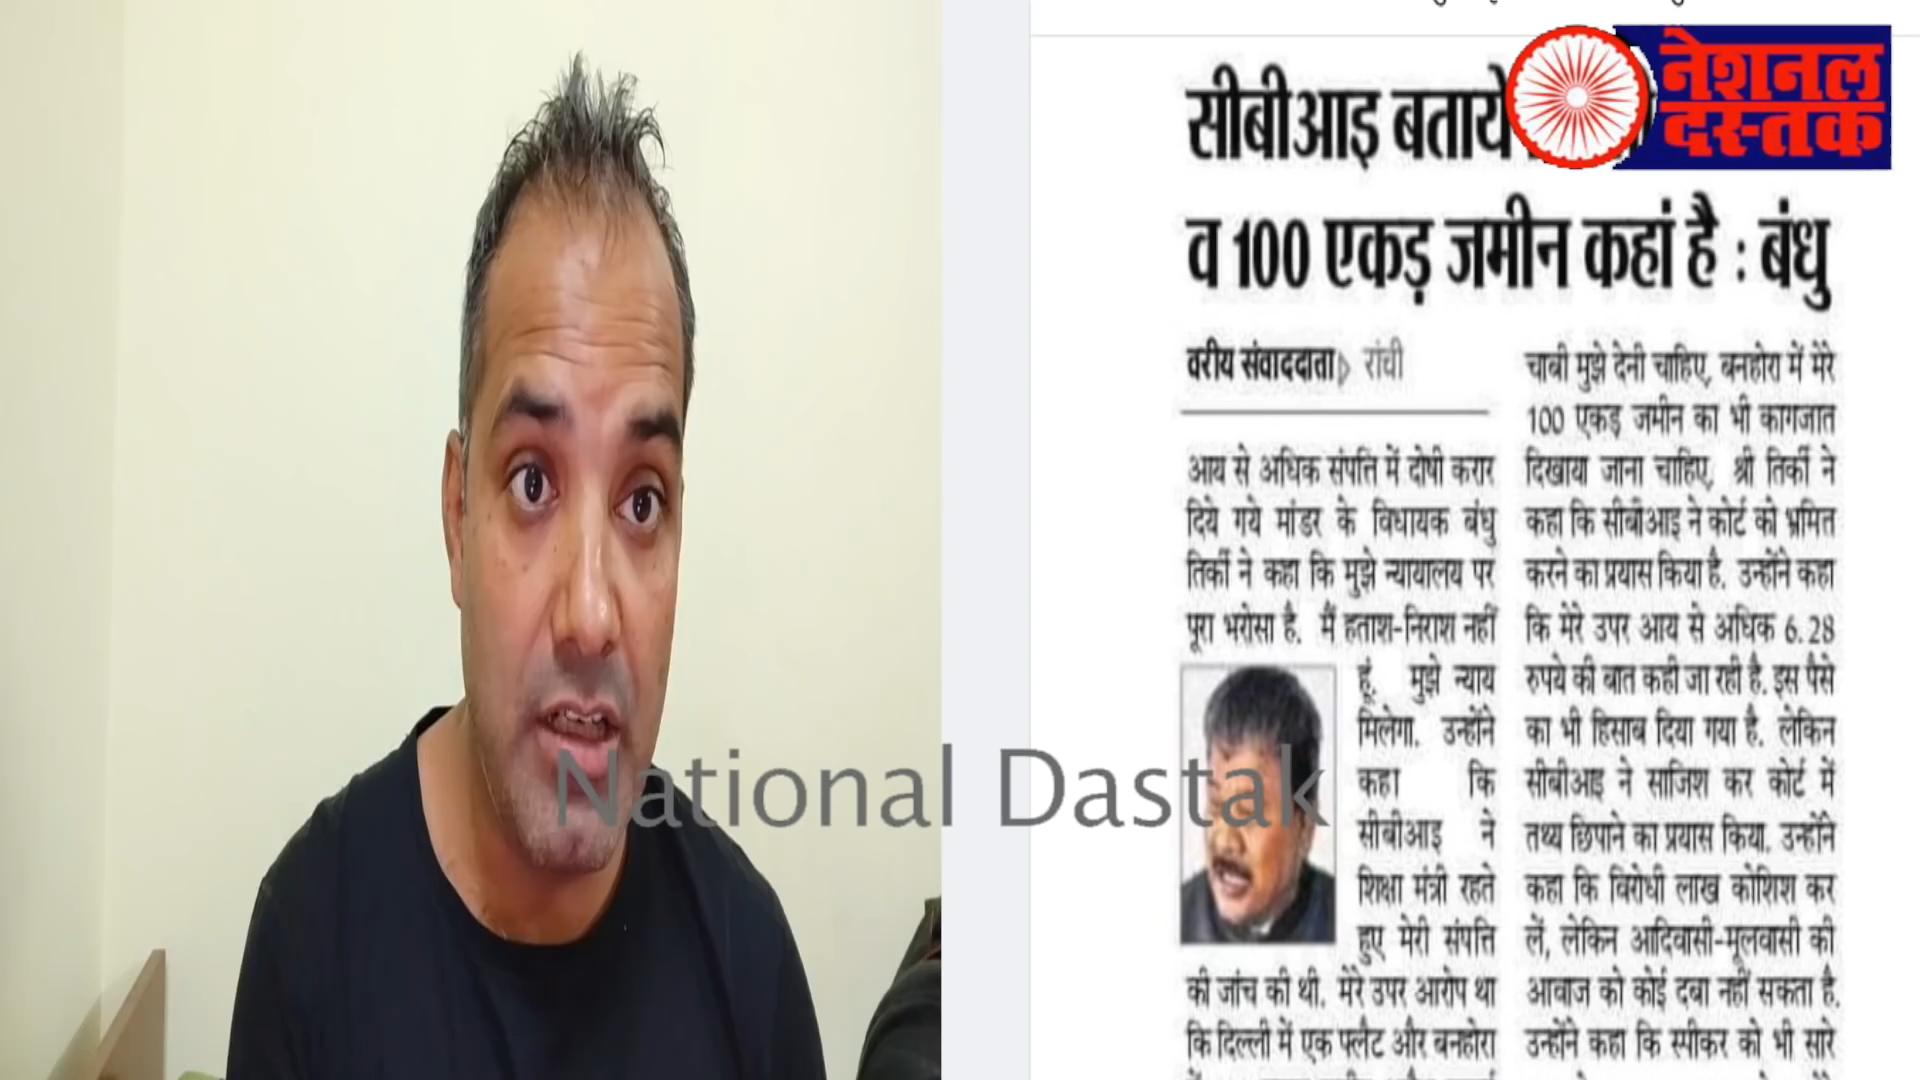 नेशनल
दस्तक
सीबीआइ बताये
व 100 एकड़ जमीन कहां है : बंधु
वरीय संवाददाता▷ रांची
आय से अधिक संपत्ति में दोषी करार
दिये गये मांडर के विधायक बंधु
तिर्की ने कहा कि मुझे न्यायालय पर
पूरा भरोसा है. मैं हताश-निराश नहीं
हूं. मुझे न्याय
मिलेगा. उन्होंने
कहा कि
सीबीआइ ने
शिक्षा मंत्री रहते
हुए मेरी संपत्ति
की जांच की थी. मेरे उपर आरोप था
कि दिल्ली में एक फ्लैट और बनहोरा
चाबी मुझे देनी चाहिए, बनहोरा में मेरे
100 एकड़ जमीन का भी कागजात
दिखाया जाना चाहिए. श्री तिर्की ने
कहा कि सीबीआइ ने कोर्ट को भ्रमित
करने का प्रयास किया है. उन्होंने कहा
कि मेरे उपर आय से अधिक 6.28
रुपये की बात कही जा रही है. इस पैसे
का भी हिसाब दिया गया है. लेकिन
सीबीआइ ने साजिश कर कोर्ट में
तथ्य छिपाने का प्रयास किया. उन्होंने
कहा कि विरोधी लाख कोशिश कर
लें, लेकिन आदिवासी-मूलवासी की
आवाज को कोई दबा नहीं सकता है.
उन्होंने कहा कि स्पीकर को भी सारे
National Dastak